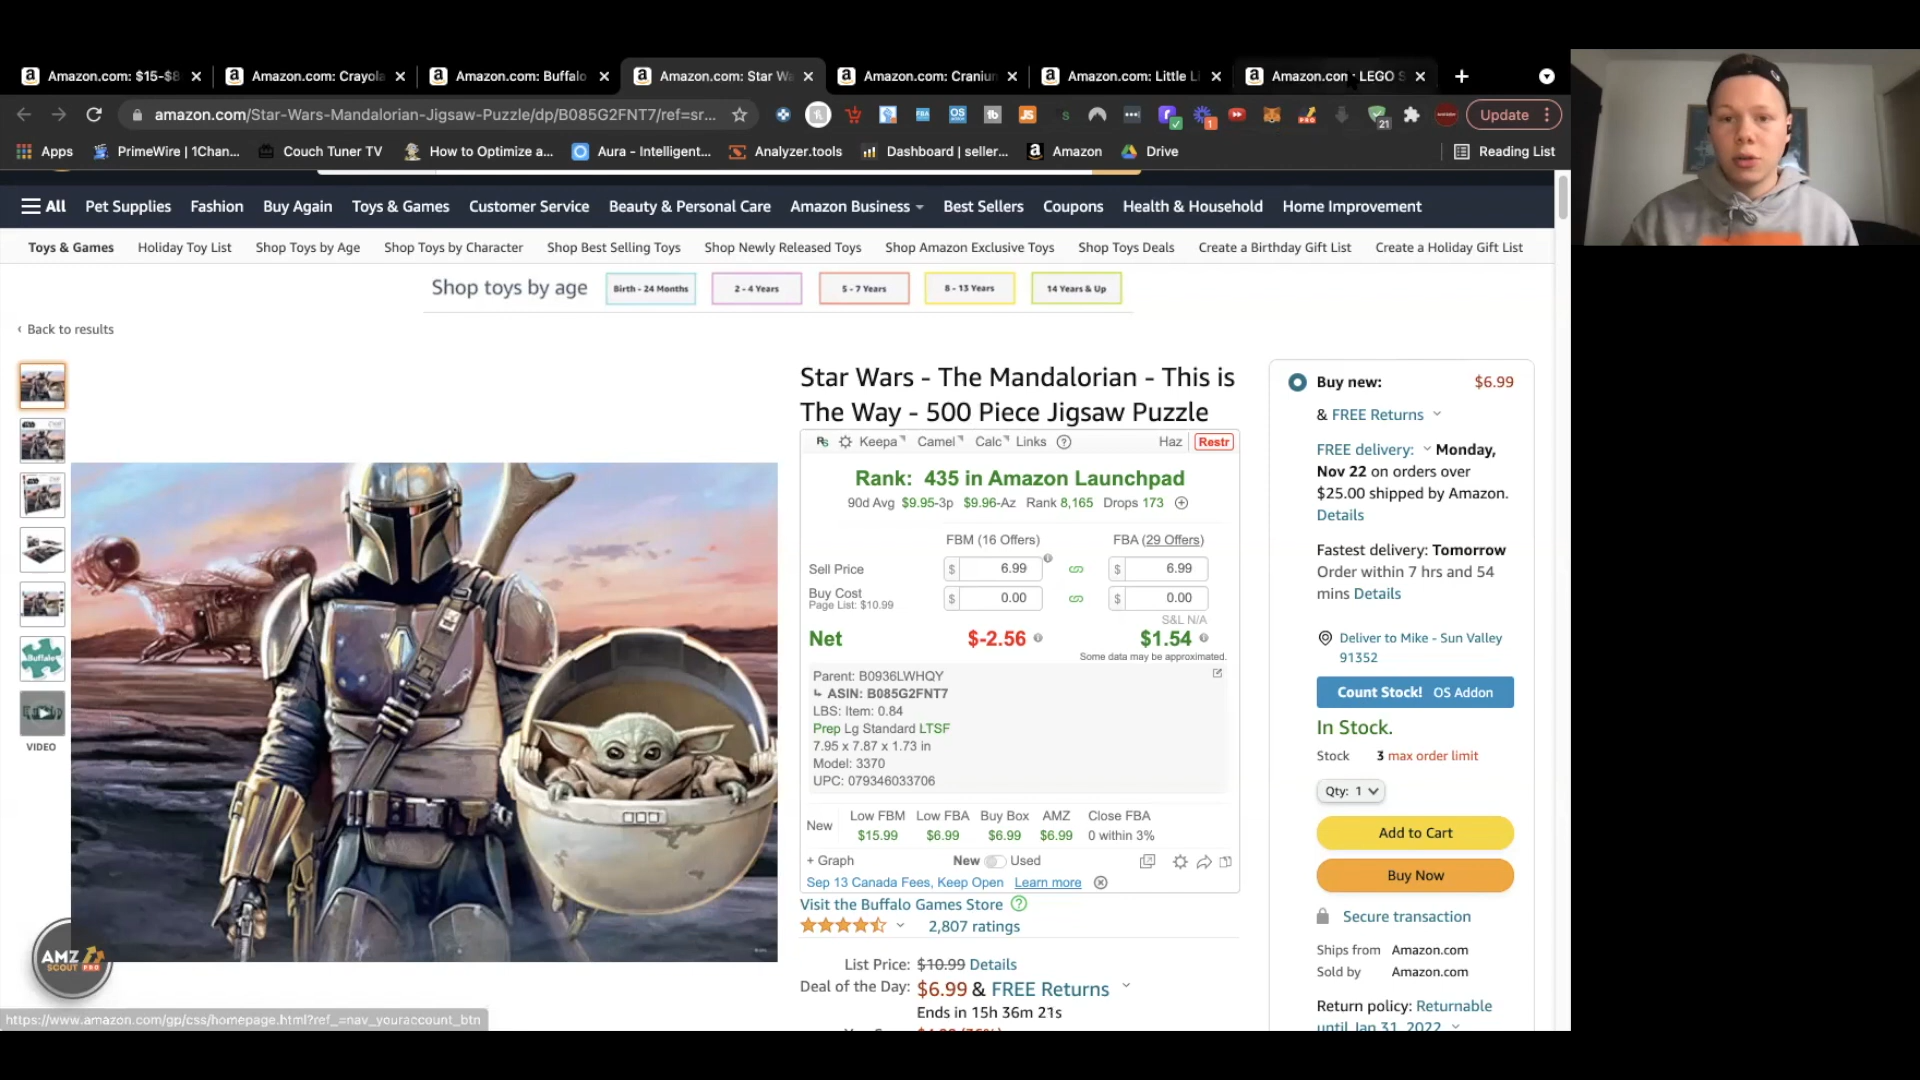 Amazon.com: $15-$8
Amazon.com: Crayola
Amazon.com: Buffalo
Amazon.com: Star Wa
Amazon.com: Cranium
Amazon.com: Little Li
Amazon.com: LEGO S
amazon.com/Star-Wars-Mandalorian-Jigsaw-Puzzle/dp/B085G2FNT7/ref=sr...
Update
Apps
PrimeWire | 1Chan...
Couch Tuner TV
How to Optimize a...
Aura - Intelligent...
Analyzer.tools
Dashboard | seller...
Amazon
Drive
Reading List
All Pet Supplies Fashion Buy Again Toys & Games Customer Service Beauty & Personal Care Amazon Business Best Sellers Coupons Health & Household Home Improvement
Toys & Games Holiday Toy List Shop Toys by Age Shop Toys by Character Shop Best Selling Toys Shop Newly Released Toys Shop Amazon Exclusive Toys Shop Toys Deals Create a Birthday Gift List Create a Holiday Gift List
Shop toys by age Birth - 24 Months 2 - 4 Years 5 - 7 Years 8 - 13 Years 14 Years & Up
‹ Back to results
VIDEO
AMZ
SCOUT PRO
Star Wars - The Mandalorian - This is
The Way - 500 Piece Jigsaw Puzzle
Keepa Camel Calc Links Haz Restr
Rank: 435 in Amazon Launchpad
90d Avg $9.95-3p $9.96-Az Rank 8,165 Drops 173
FBM (16 Offers) FBA (29 Offers)
Sell Price $ 6.99 $ 6.99
Buy Cost $ 0.00 $ 0.00
Page List: $10.99
S&L N/A
Net $-2.56 $1.54
Some data may be approximated.
Parent: B0936LWHQY
ASIN: B085G2FNT7
LBS: Item: 0.84
Prep Lg Standard LTSF
7.95 x 7.87 x 1.73 in
Model: 3370
UPC: 079346033706
Low FBM Low FBA Buy Box AMZ Close FBA
New $15.99 $6.99 $6.99 $6.99 0 within 3%
+ Graph New Used
Sep 13 Canada Fees, Keep Open Learn more
Visit the Buffalo Games Store
2,807 ratings
List Price: $10.99 Details
Deal of the Day: $6.99 & FREE Returns
Ends in 15h 36m 21s
Buy new: $6.99
& FREE Returns
FREE delivery: Monday,
Nov 22 on orders over
$25.00 shipped by Amazon.
Details
Fastest delivery: Tomorrow
Order within 7 hrs and 54
mins Details
Deliver to Mike - Sun Valley
91352
Count Stock! OS Addon
In Stock.
Stock 3 max order limit
Qty: 1
Add to Cart
Buy Now
Secure transaction
Ships from Amazon.com
Sold by Amazon.com
Return policy: Returnable
until Jan 31, 2022
https://www.amazon.com/gp/css/homepage.html?ref_=nav_youraccount_btn